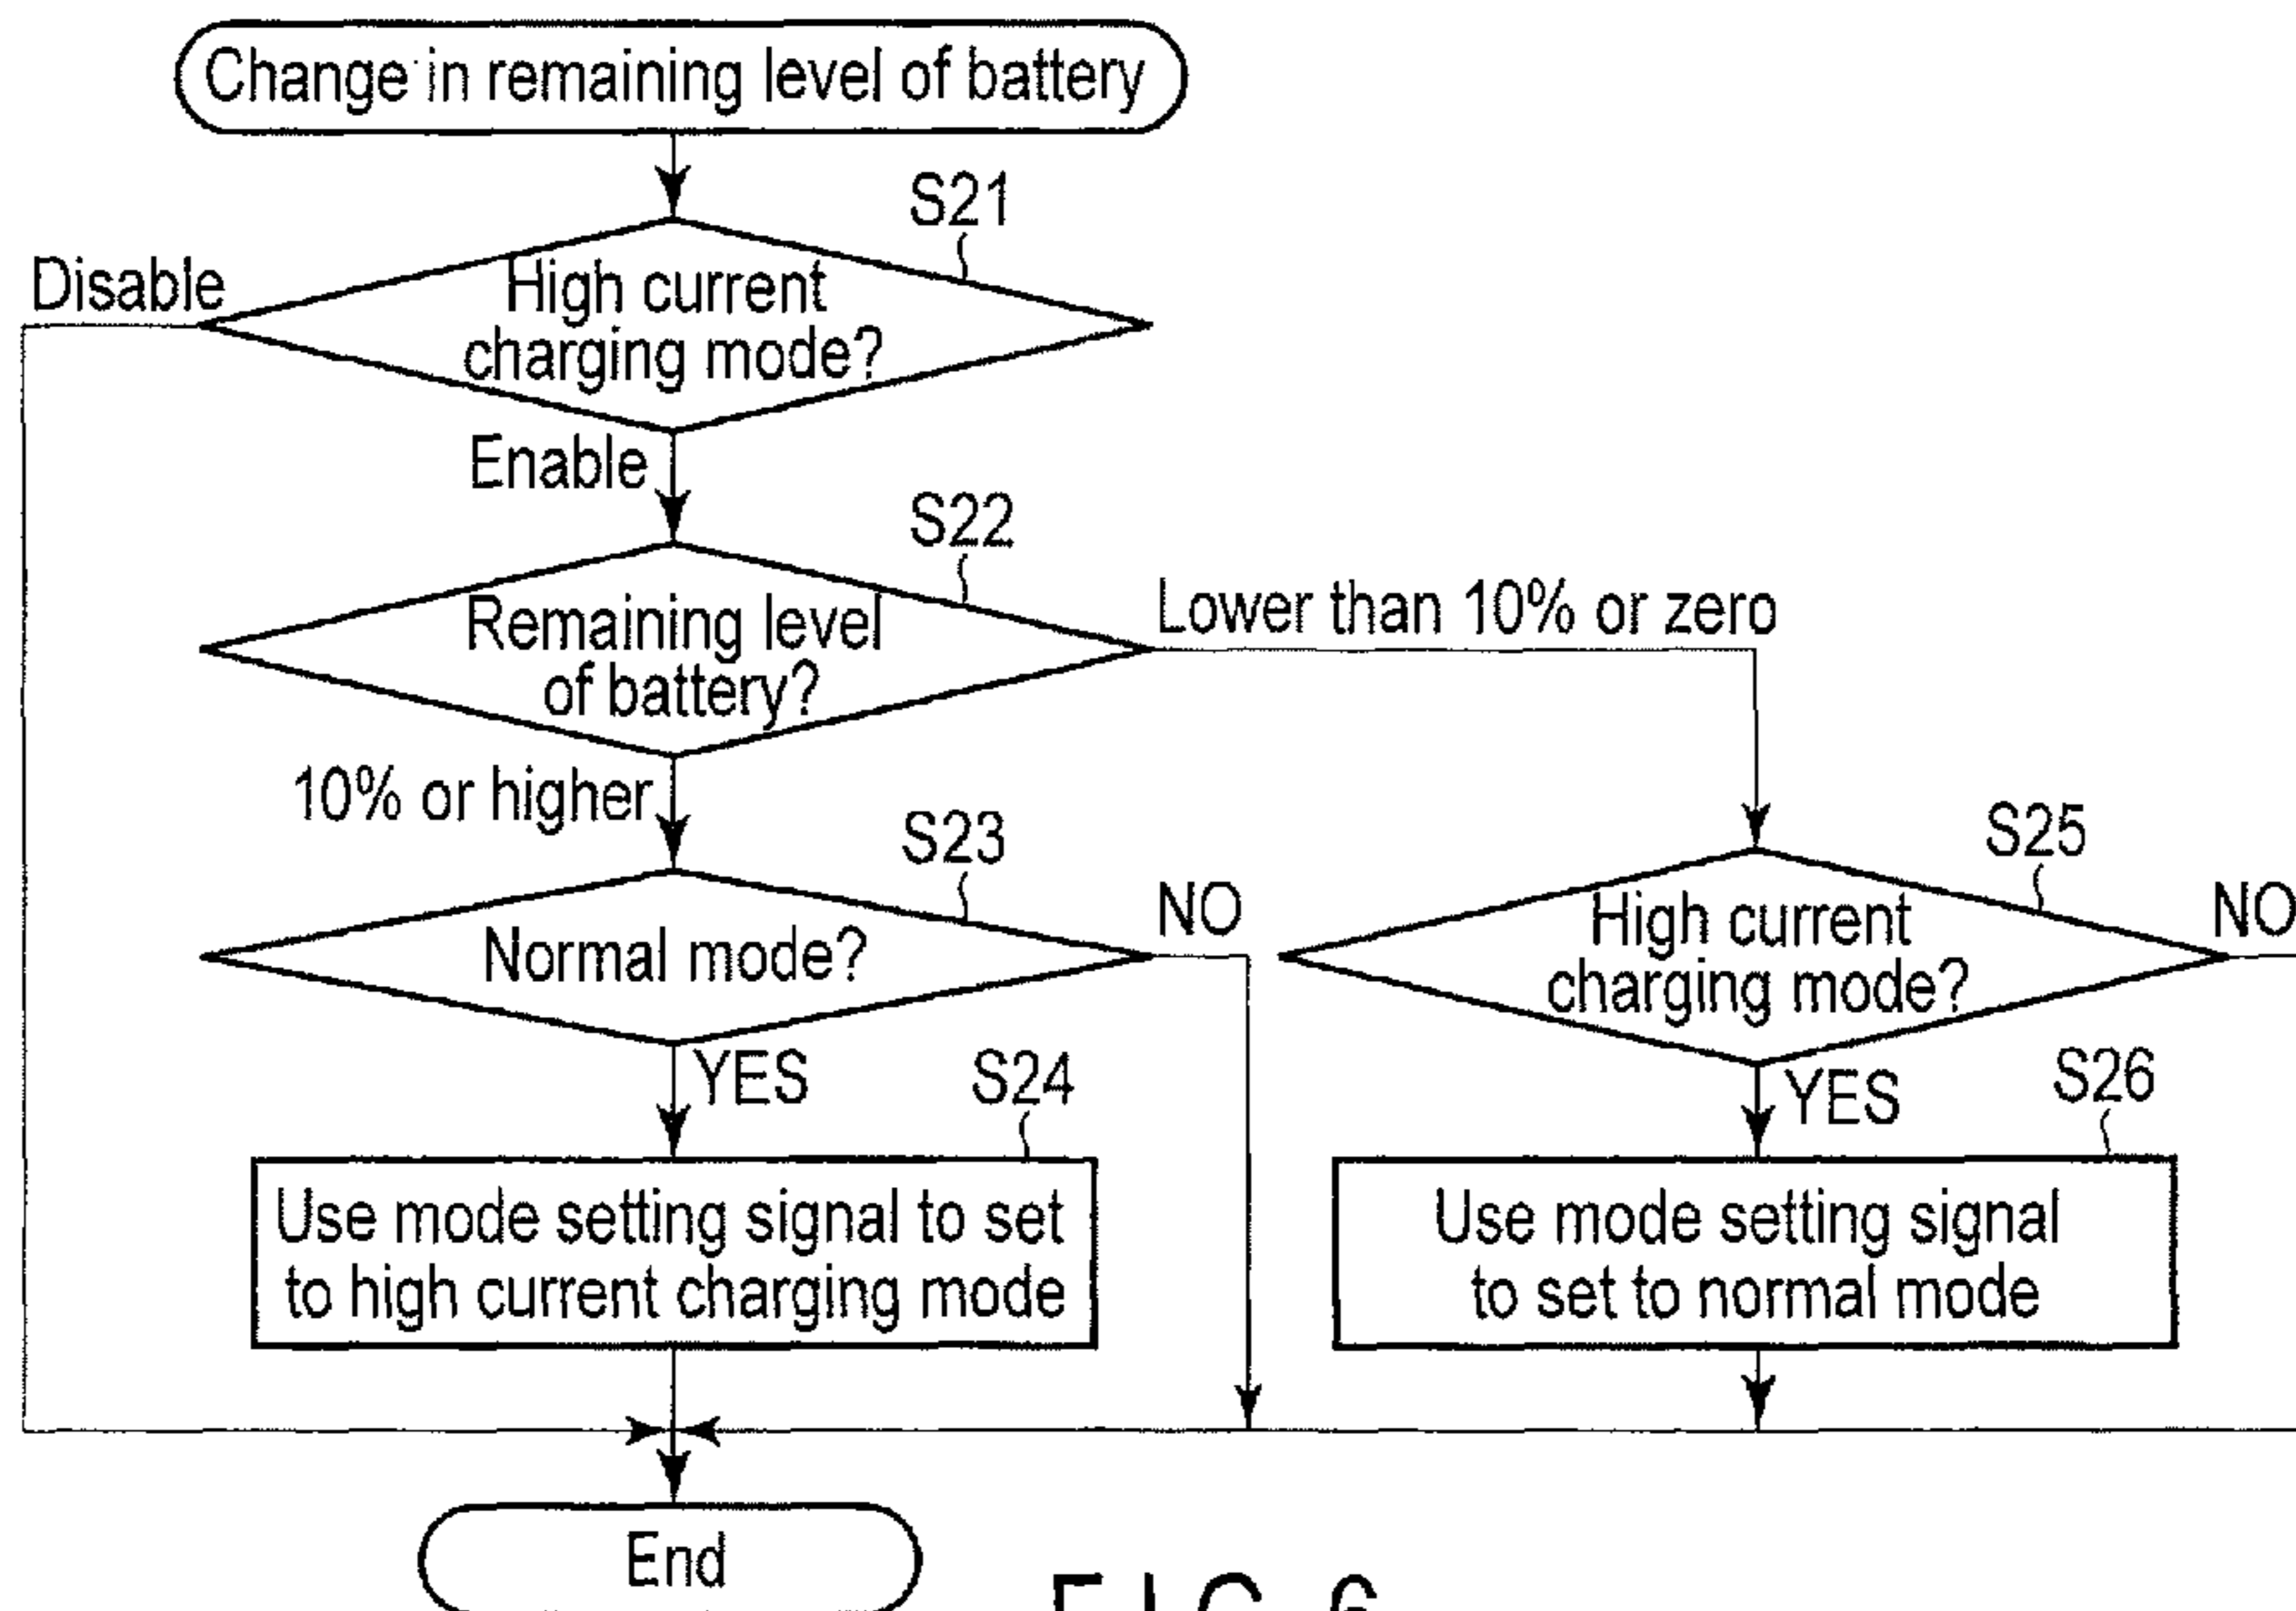 Change in remaining level of battery
S21
Disable
High current
charging mode?
Enable
S22
Remaining level
of battery?
Lower than 10% or zero
10% or higher
S23
Normal mode?
NO
S25
High current
charging mode?
NO
YES
S24
Use mode setting signal to set
to high current charging mode
YES
S26
Use mode setting signal
to set to normal mode
End
FIG. 6